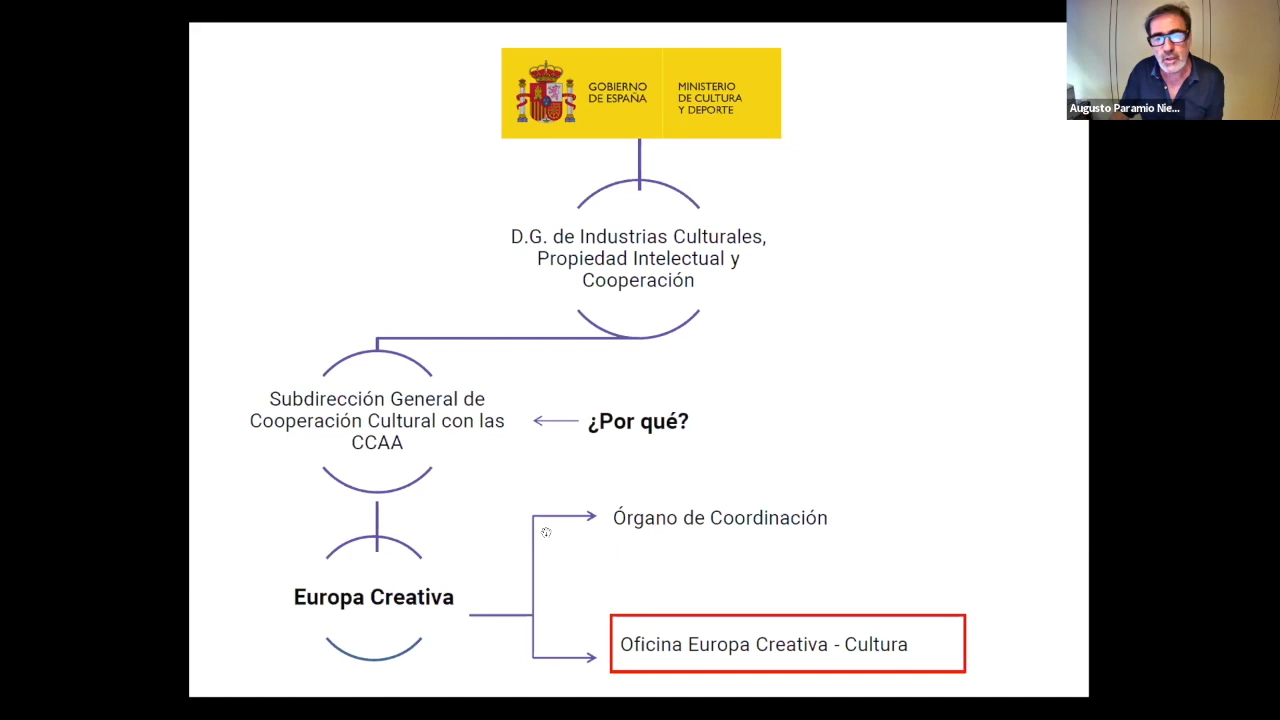 GOBIERNO
DE ESPAÑA
MINISTERIO
DE CULTURA
Y DEPORTE
Augusto Paramio Nie...
D.G. de Industrias Culturales,
Propiedad Intelectual y
Cooperación
Subdirección General de
Cooperación Cultural con las
CCAA
¿Por qué?
Órgano de Coordinación
Europa Creativa
Oficina Europa Creativa - Cultura